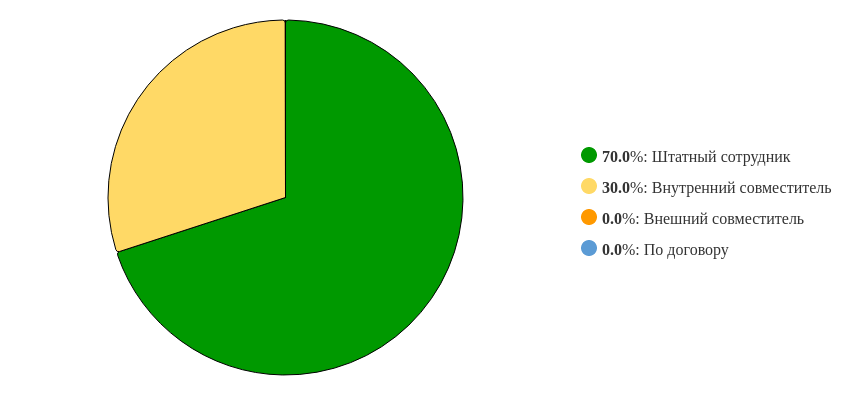 70.0%: Штатный сотрудник
30.0%: Внутренний совместитель
0.0%: Внешний совместитель
0.0%: По договору